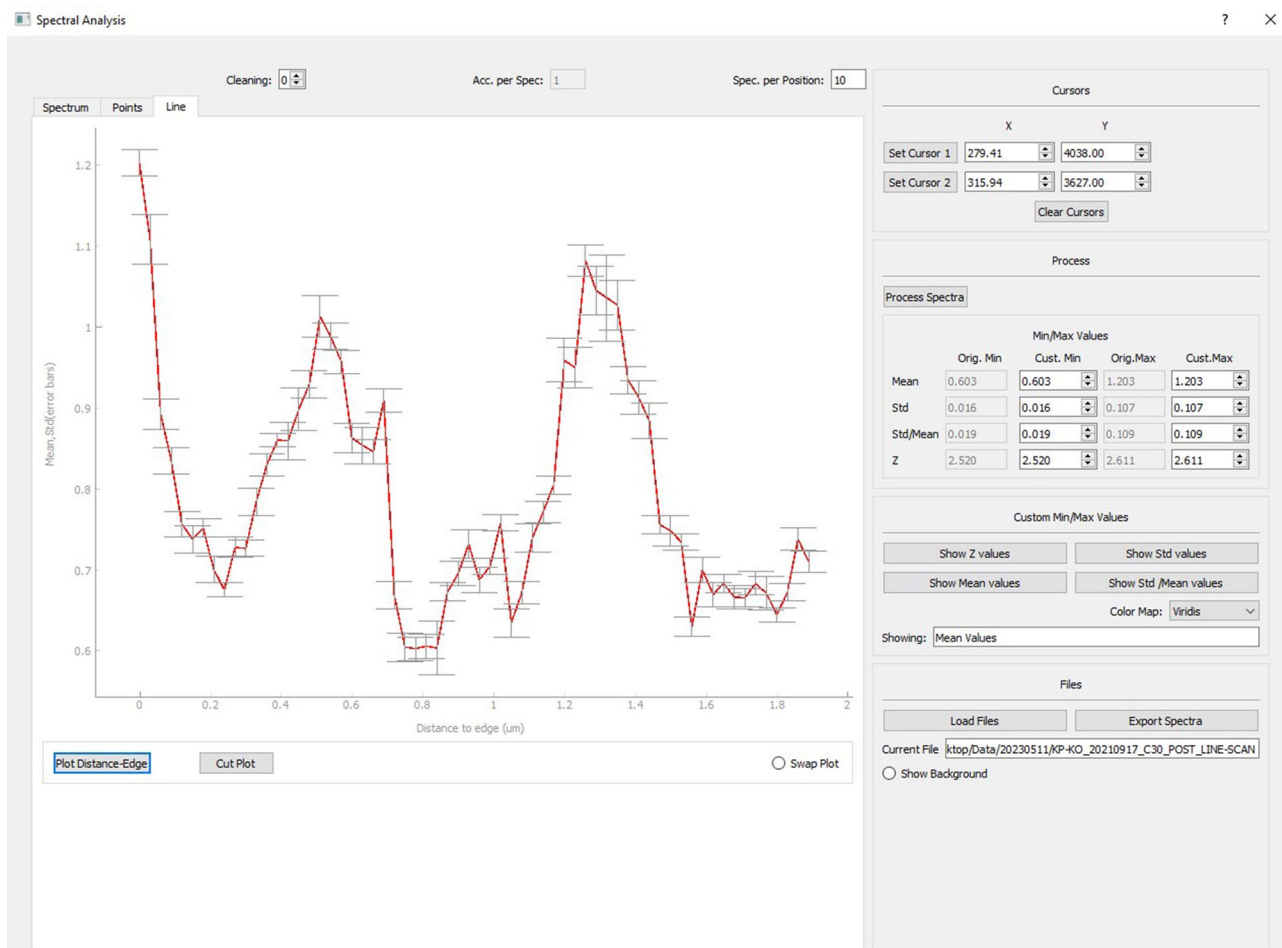 Spectral Analysis ? ×
Cleaning: 0 Acc. per Spec: 1 Spec. per Position: 10
Spectrum Points Line
1.2
1.1
1
0.9
0.8
0.7
0.6
Mean,Std(error bars)
0 0.2 0.4 0.6 0.8 1 1.2 1.4 1.6 1.8 2
Distance to edge (um)
Plot Distance-Edge Cut Plot Swap Plot
Cursors
X Y
Set Cursor 1 279.41 4038.00
Set Cursor 2 315.94 3627.00
Clear Cursors
Process
Process Spectra
Min/Max Values
Orig. Min Cust. Min Orig.Max Cust.Max
Mean 0.603 0.603 1.203 1.203
Std 0.016 0.016 0.107 0.107
Std/Mean 0.019 0.019 0.109 0.109
Z 2.520 2.520 2.611 2.611
Custom Min/Max Values
Show Z values Show Std values
Show Mean values Show Std /Mean values
Color Map: Viridis
Showing: Mean Values
Files
Load Files Export Spectra
Current File ktop/Data/20230511/KP-KO_20210917_C30_POST_LINE-SCAN
Show Background